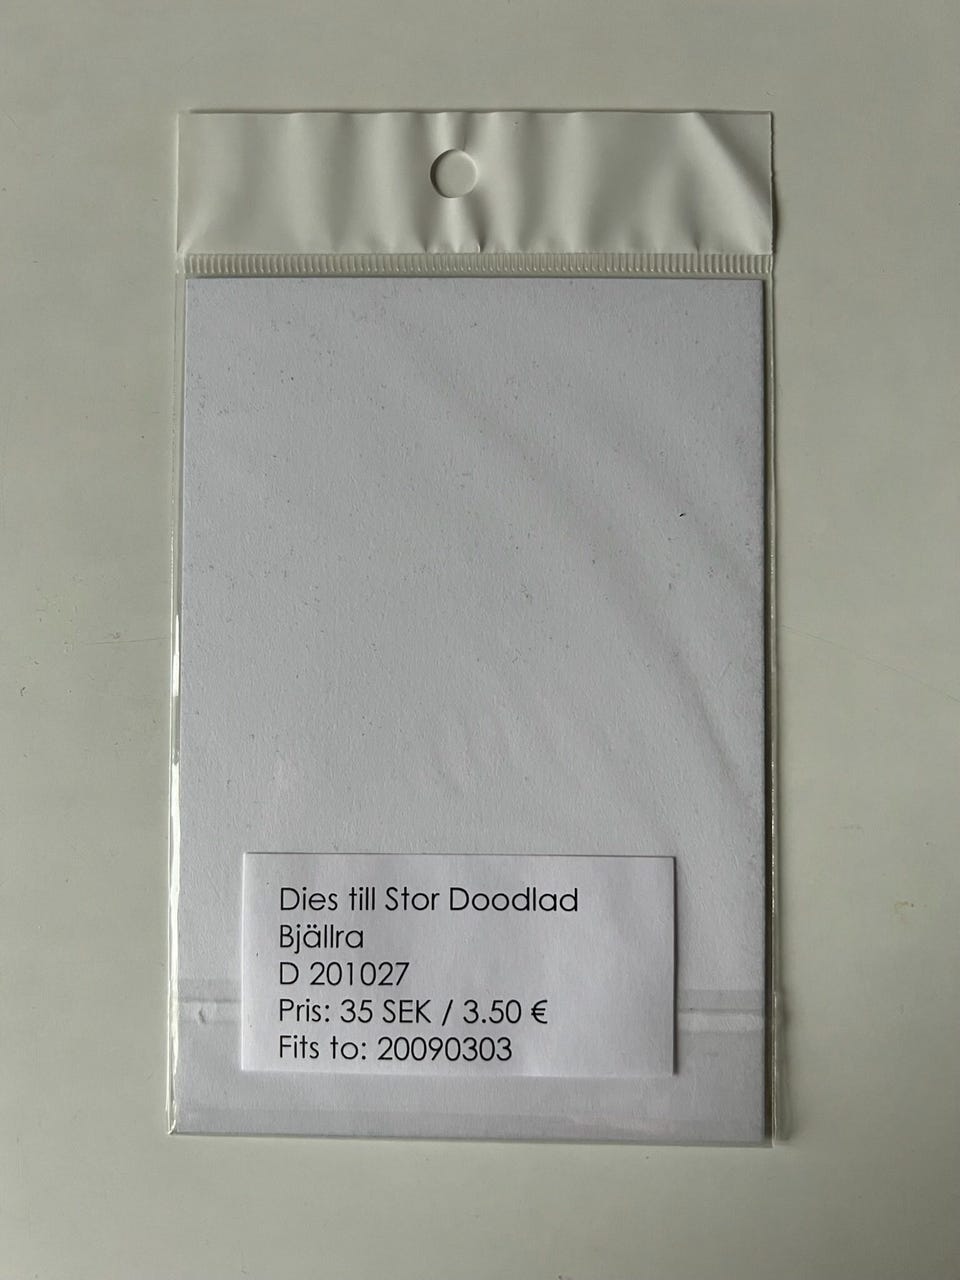 Dies till Stor Doodlad
Bjällra
D 201027
Pris: 35 SEK / 3.50 €
Fits to: 20090303